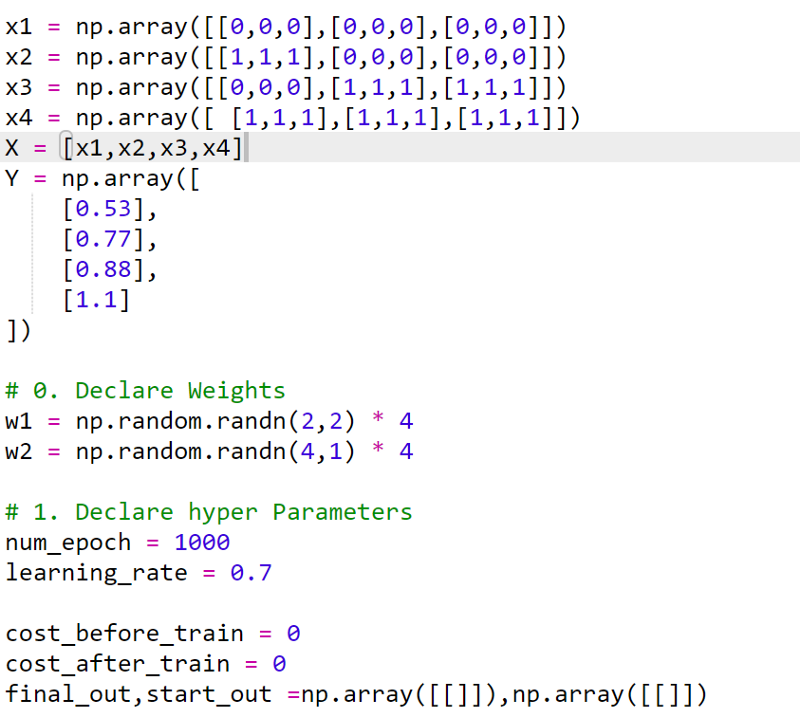 x1 = np.array([[0,0,0],[0,0,0],[0,0,0]])
x2 = np.array([[1,1,1],[0,0,0],[0,0,0]])
x3 = np.array([[0,0,0],[1,1,1],[1,1,1]])
x4 = np.array([ [1,1,1],[1,1,1],[1,1,1]])
X = [x1,x2,x3,x4]
Y = np.array([
    [0.53],
    [0.77],
    [0.88],
    [1.1]
])

# 0. Declare Weights
w1 = np.random.randn(2,2) * 4
w2 = np.random.randn(4,1) * 4

# 1. Declare hyper Parameters
num_epoch = 1000
learning_rate = 0.7

cost_before_train = 0
cost_after_train = 0
final_out,start_out =np.array([[]]),np.array([[]])